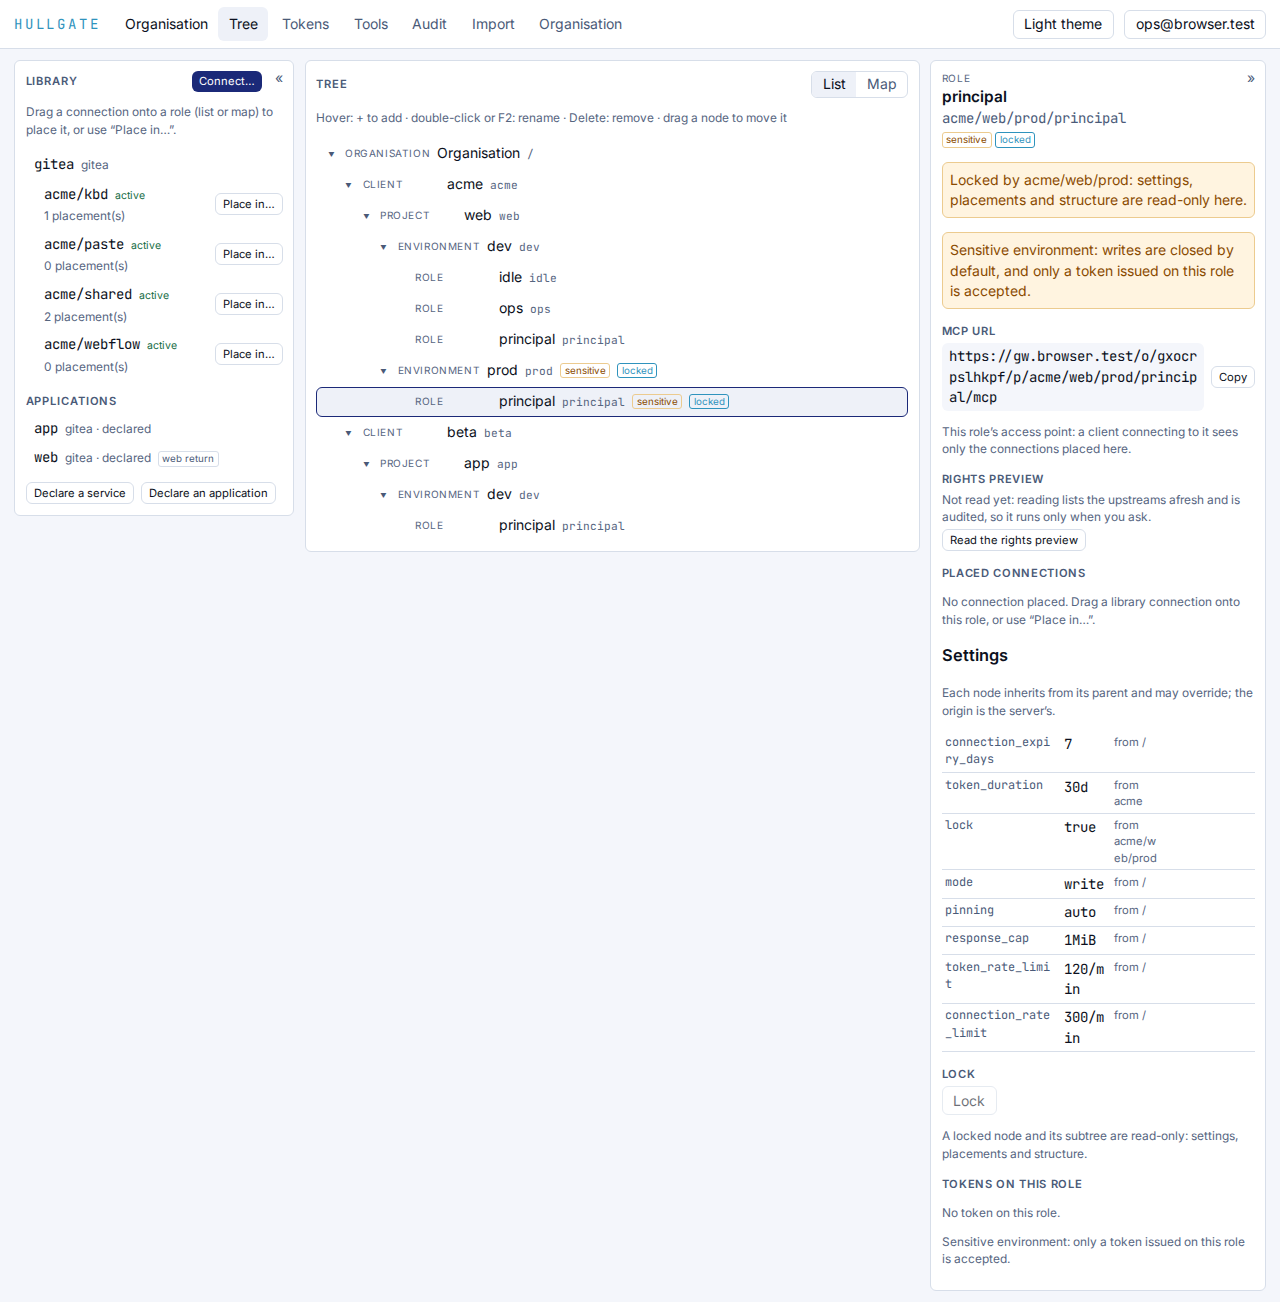 HULLGATE Organisation Tree Tokens Tools Audit Import Organisation Light theme ops@browser.test
LIBRARY Connect... «
Drag a connection onto a role (list or map) to
place it, or use “Place in…”.
gitea gitea
acme/kbd active
1 placement(s)
Place in…
acme/paste active
0 placement(s)
Place in…
acme/shared active
2 placement(s)
Place in…
acme/webflow active
0 placement(s)
Place in…
APPLICATIONS
app gitea · declared
web gitea · declared web return
Declare a service Declare an application
TREE List Map
Hover: + to add · double-click or F2: rename · Delete: remove · drag a node to move it
▾ ORGANISATION Organisation /
▾ CLIENT acme acme
▾ PROJECT web web
▾ ENVIRONMENT dev dev
ROLE idle idle
ROLE ops ops
ROLE principal principal
▾ ENVIRONMENT prod prod sensitive locked
ROLE principal principal sensitive locked
▾ CLIENT beta beta
▾ PROJECT app app
▾ ENVIRONMENT dev dev
ROLE principal principal
ROLE »
principal
acme/web/prod/principal
sensitive locked
Locked by acme/web/prod: settings,
placements and structure are read-only here.
Sensitive environment: writes are closed by
default, and only a token issued on this role
is accepted.
MCP URL
https://gw.browser.test/o/gxocr
pslhkpf/p/acme/web/prod/princip
al/mcp
Copy
This role’s access point: a client connecting to it sees
only the connections placed here.
RIGHTS PREVIEW
Not read yet: reading lists the upstreams afresh and is
audited, so it runs only when you ask.
Read the rights preview
PLACED CONNECTIONS
No connection placed. Drag a library connection onto
this role, or use “Place in…”.
Settings
Each node inherits from its parent and may override; the
origin is the server’s.
connection_expi
ry_days
7 from /
token_duration 30d from
acme
lock true from
acme/w
eb/prod
mode write from /
pinning auto from /
response_cap 1MiB from /
token_rate_limi
t
120/m
in
from /
connection_rate
_limit
300/m
in
from /
LOCK
Lock
A locked node and its subtree are read-only: settings,
placements and structure.
TOKENS ON THIS ROLE
No token on this role.
Sensitive environment: only a token issued on this role
is accepted.